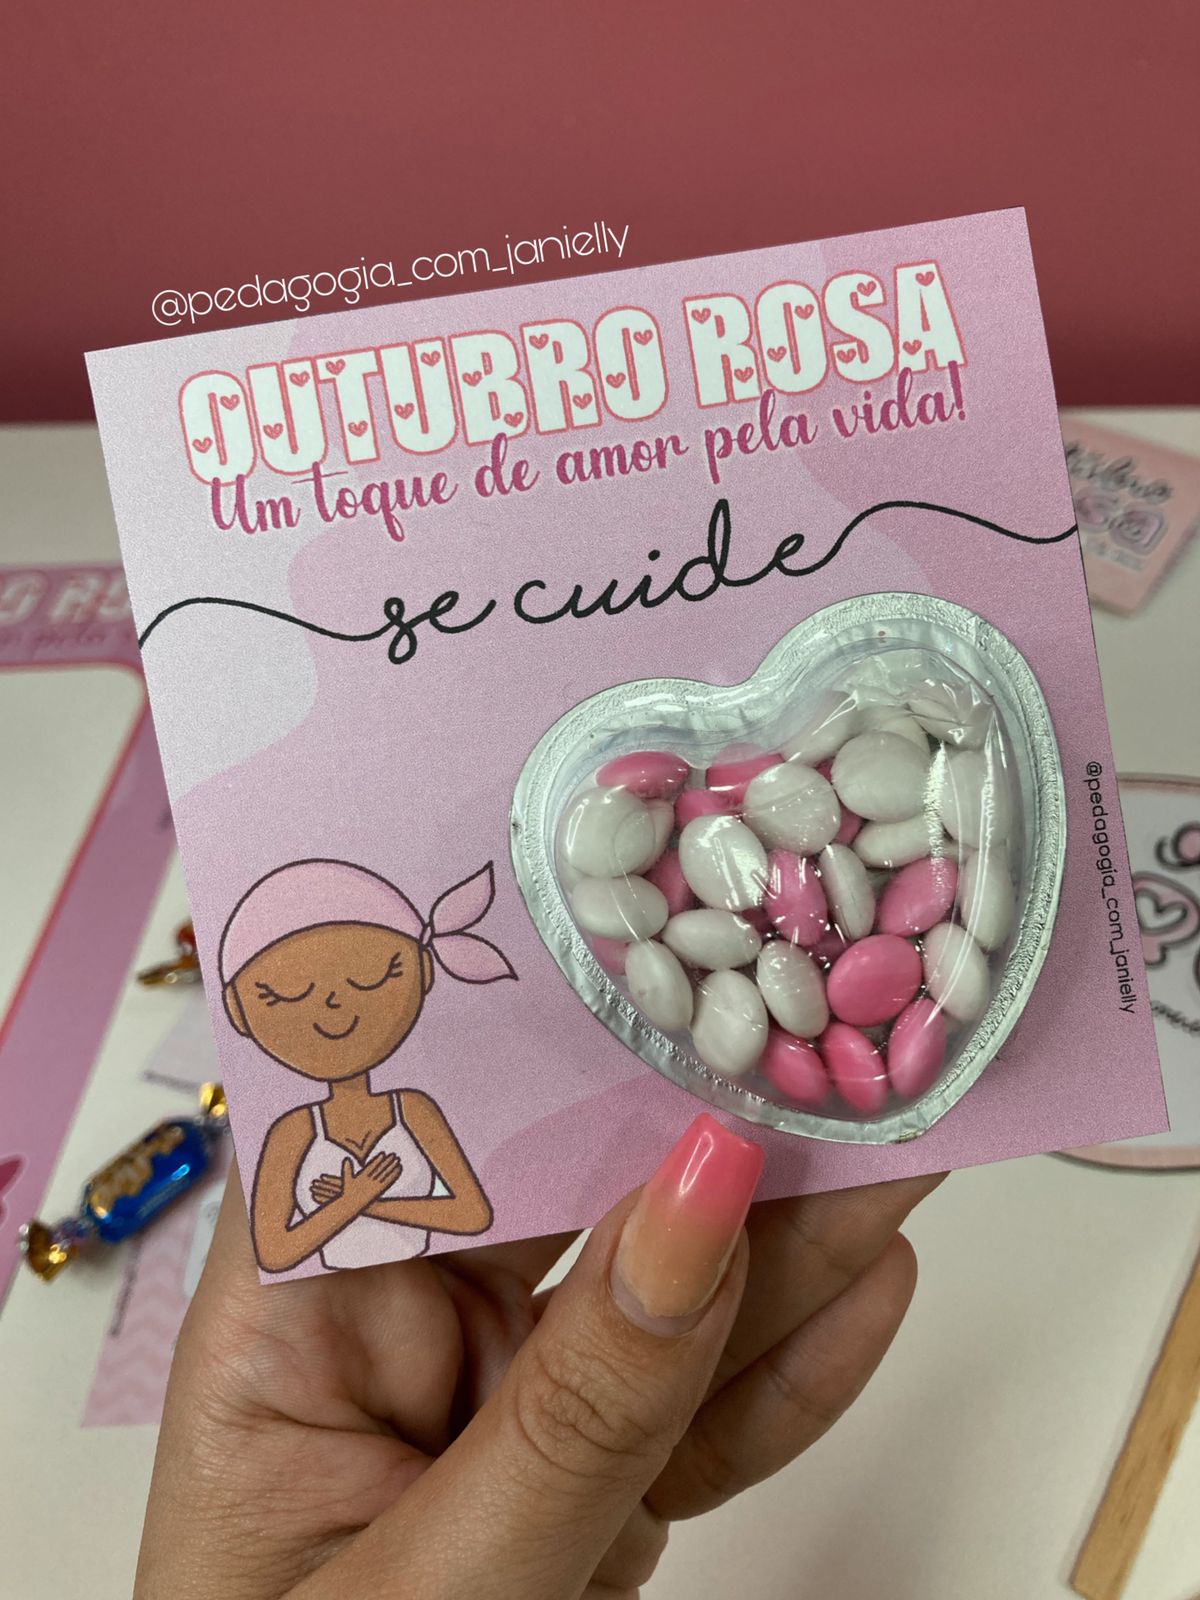 @pedagogia_com_janielly
OUTUBRO ROSA
Um toque de amor pela vida!
se cuide
@pedagogia_com_janielly